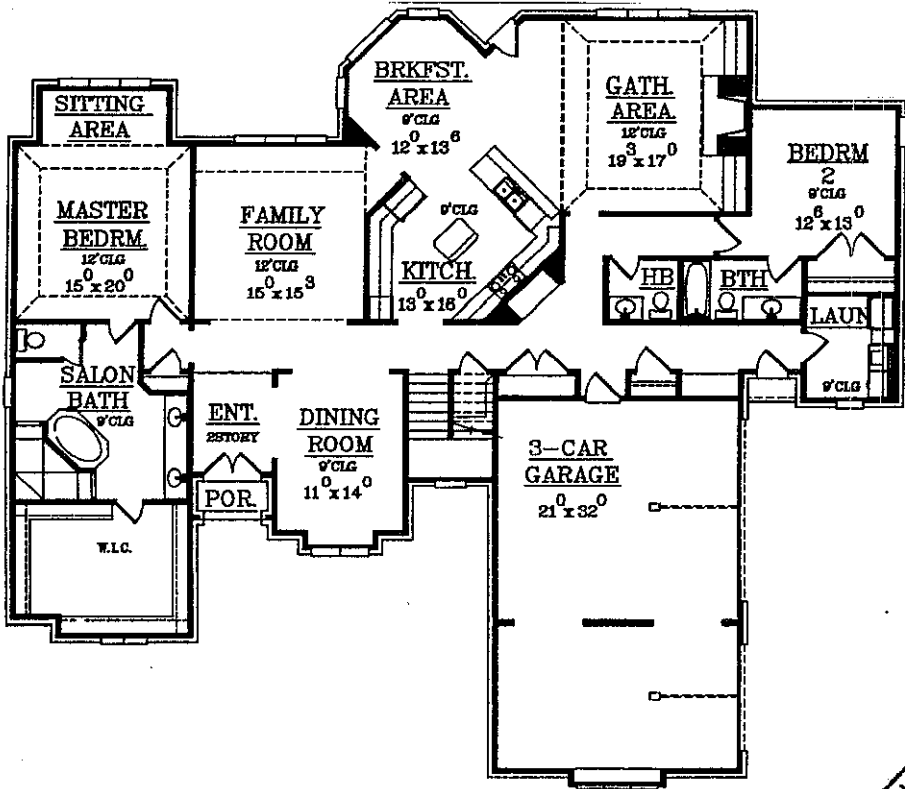 BRKFST.
AREA
9'CLG
12⁰ x 13⁶
GATH.
AREA
12'CLG
19³ x 17⁰
SITTING
AREA
BEDRM
2
9'CLG
12⁶ x 13⁰
MASTER
BEDRM.
12'CLG
15⁰ x 20⁰
FAMILY
ROOM
12'CLG
15⁰ x 15³
9'CLG
KITCH.
13⁰ x 16⁰
HB
BTH
LAUN
9'CLG
SALON
BATH
9'CLG
ENT.
2STORY
DINING
ROOM
9'CLG
11⁰ x 14⁰
3-CAR
GARAGE
21⁰ x 32⁰
POR.
W.I.C.